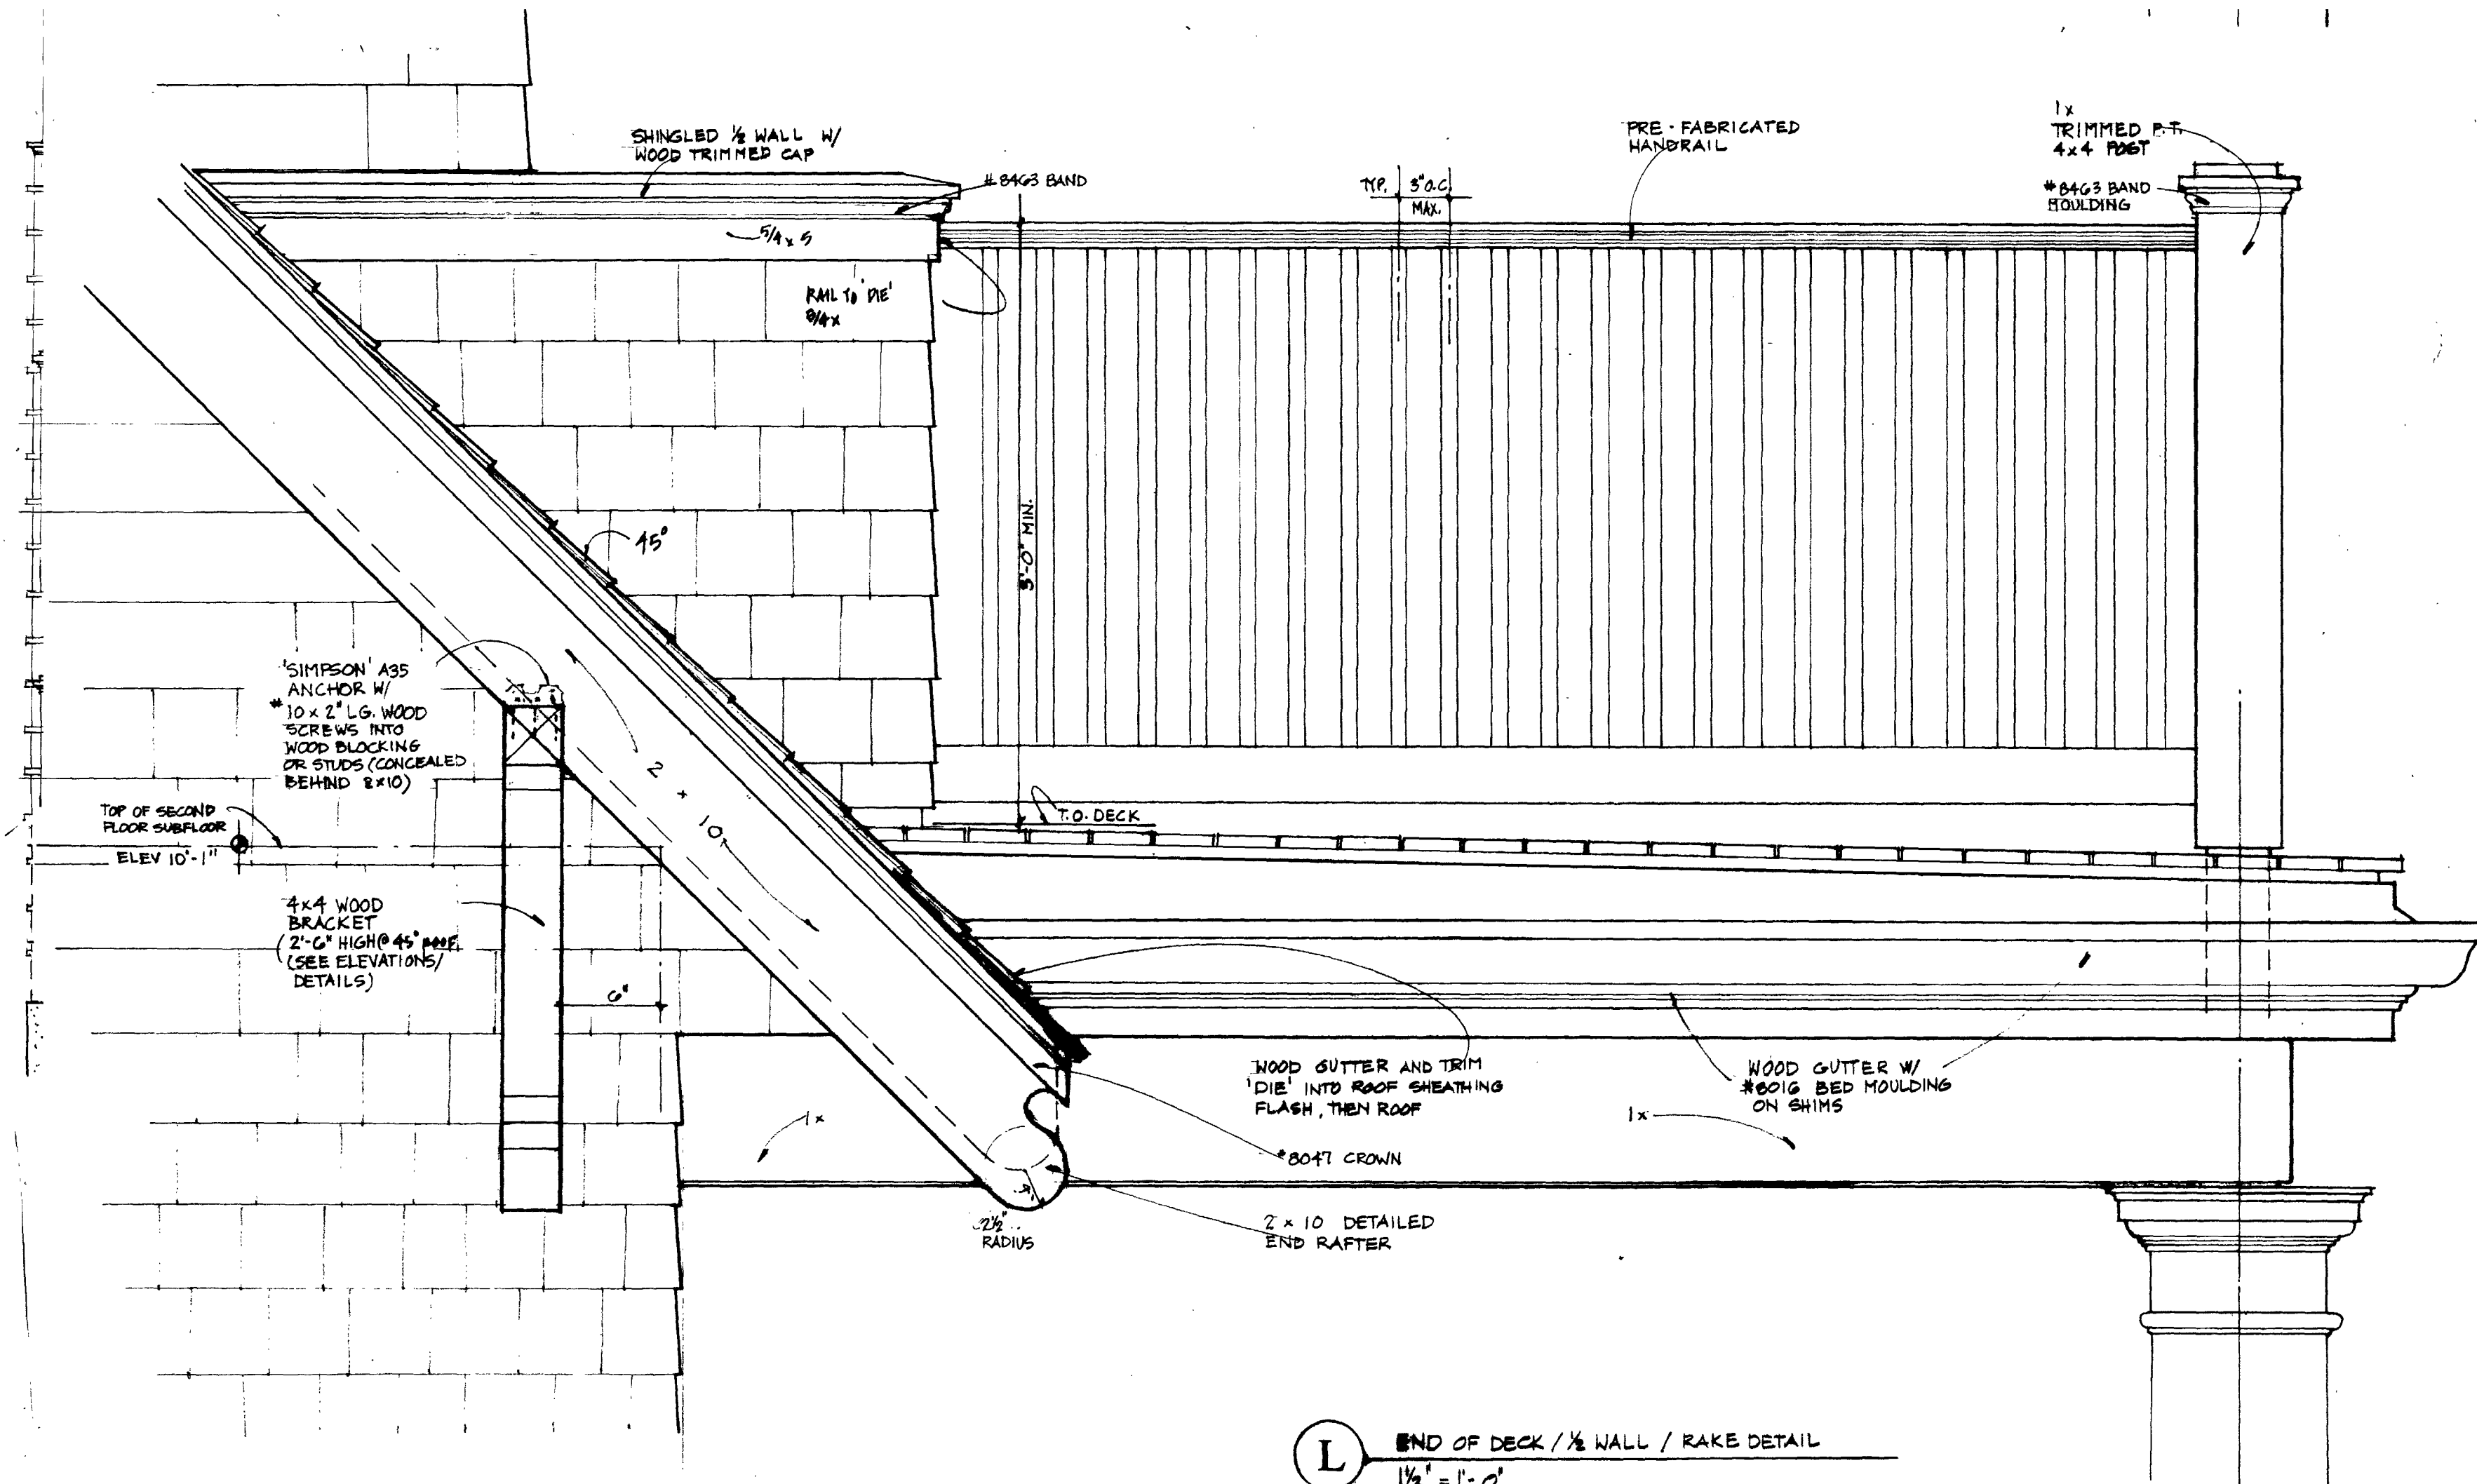 SHINGLED ½ WALL W/
WOOD TRIMMED CAP
#8463 BAND
5/4 x 5
RAIL TO 'DIE'
3/4 x
TYP.
3" O.C.
MAX.
PRE-FABRICATED
HANDRAIL
1x
TRIMMED P.T.
4x4 POST
#8463 BAND
MOULDING
45°
3'-0" MIN.
'SIMPSON' A35
ANCHOR W/
#10 x 2" LG. WOOD
SCREWS INTO
WOOD BLOCKING
OR STUDS (CONCEALED
BEHIND 2x10)
2 x 10
TOP OF SECOND
FLOOR SUBFLOOR
ELEV 10'-1"
T.O. DECK
4x4 WOOD
BRACKET
(2'-6" HIGH @ 45° ROOF
(SEE ELEVATIONS/
DETAILS)
6"
1x
WOOD GUTTER AND TRIM
'DIE' INTO ROOF SHEATHING
FLASH, THEN ROOF
#8047 CROWN
2½"
RADIUS
2 x 10 DETAILED
END RAFTER
1x
WOOD GUTTER W/
#8016 BED MOULDING
ON SHIMS
L
END OF DECK / ½ WALL / RAKE DETAIL
1½" = 1'-0"